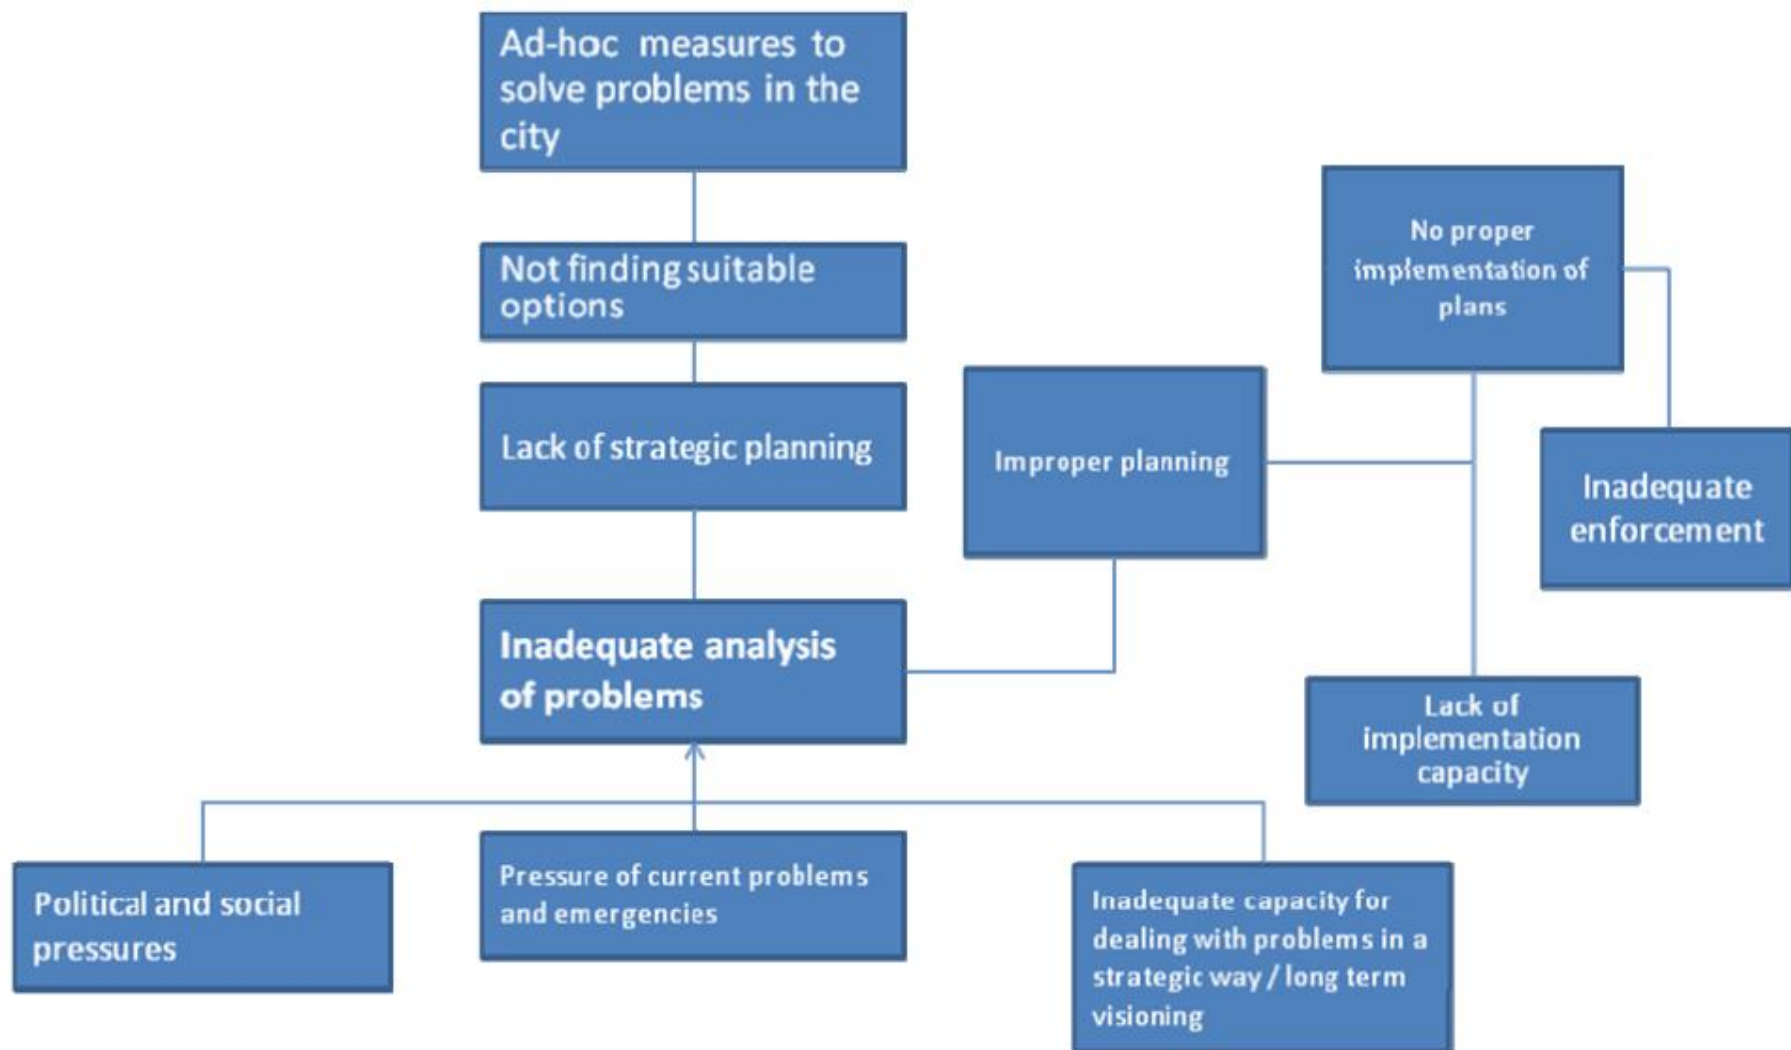 Ad-hoc measures to
solve problems in the
city
Not finding suitable
options
Lack of strategic planning
Inadequate analysis
of problems
Political and social
pressures
Pressure of current problems
and emergencies
Inadequate capacity for
dealing with problems in a
strategic way / long term
visioning
Improper planning
No proper
implementation of
plans
Inadequate
enforcement
Lack of
implementation
capacity